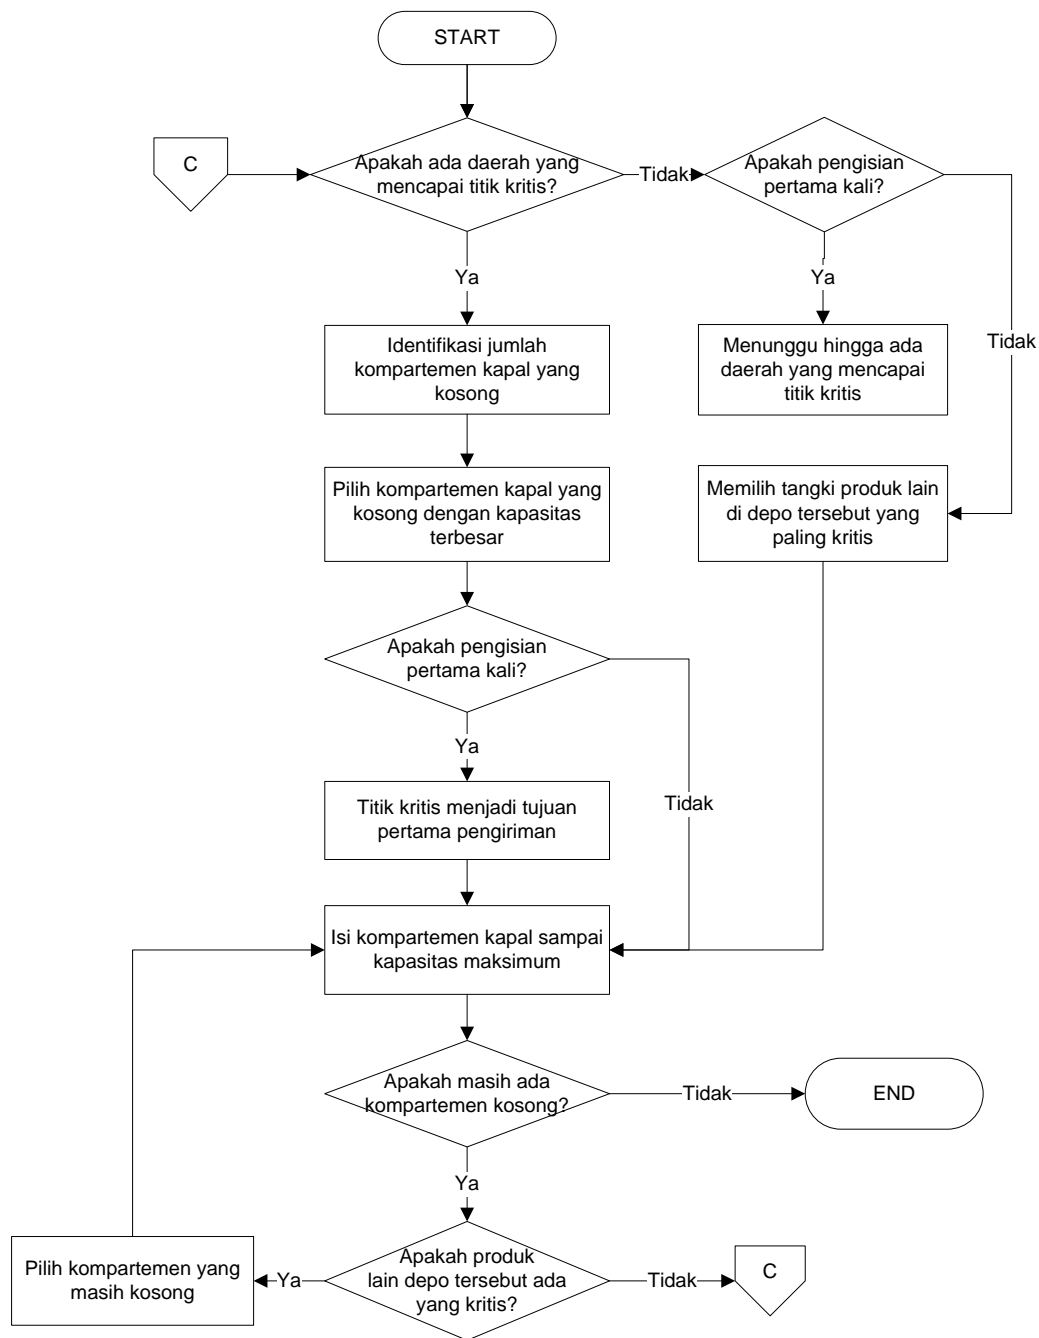 START
C
Apakah ada daerah yang
mencapai titik kritis?
Tidak
Apakah pengisian
pertama kali?
Ya
Ya
Tidak
Identifikasi jumlah
kompartemen kapal yang
kosong
Menunggu hingga ada
daerah yang mencapai
titik kritis
Pilih kompartemen kapal yang
kosong dengan kapasitas
terbesar
Memilih tangki produk lain
di depo tersebut yang
paling kritis
Apakah pengisian
pertama kali?
Ya
Tidak
Titik kritis menjadi tujuan
pertama pengiriman
Isi kompartemen kapal sampai
kapasitas maksimum
Apakah masih ada
kompartemen kosong?
Tidak
END
Ya
Pilih kompartemen yang
masih kosong
Ya
Apakah produk
lain depo tersebut ada
yang kritis?
Tidak
C